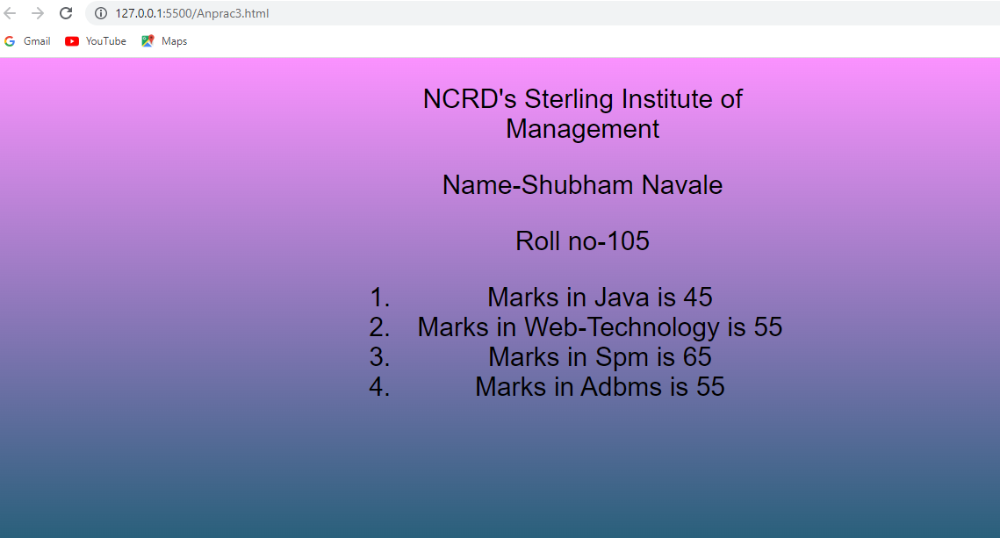 127.0.0.1:5500/Anprac3.html
Gmail YouTube Maps
NCRD's Sterling Institute of
Management
Name-Shubham Navale
Roll no-105
1. Marks in Java is 45
2. Marks in Web-Technology is 55
3. Marks in Spm is 65
4. Marks in Adbms is 55